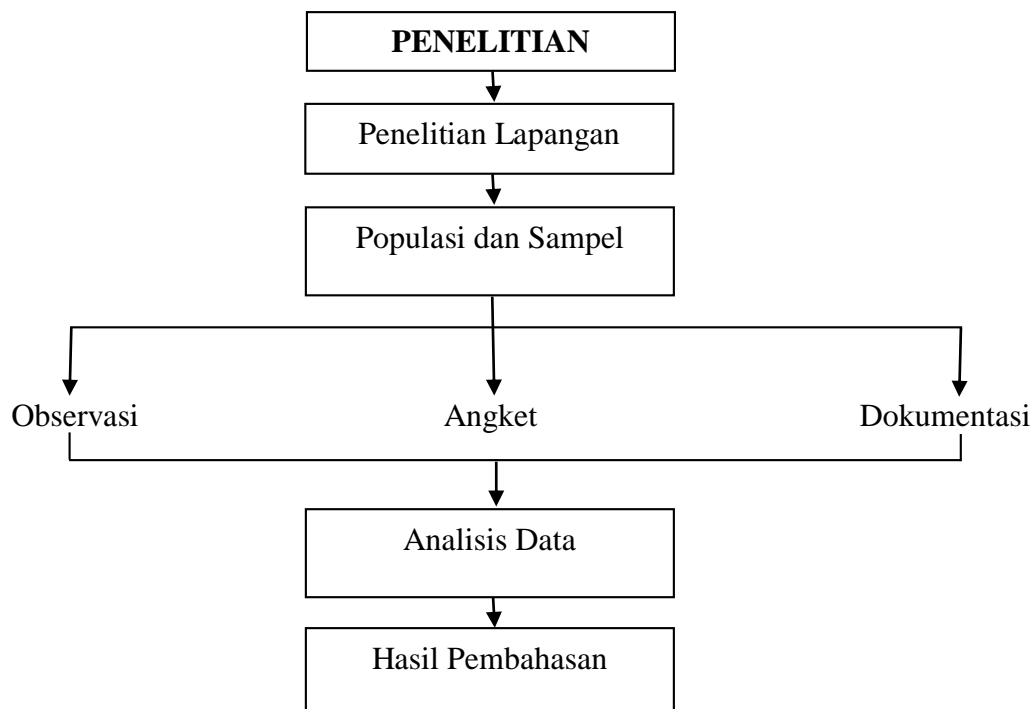 PENELITIAN
Penelitian Lapangan
Populasi dan Sampel
Observasi
Angket
Dokumentasi
Analisis Data
Hasil Pembahasan